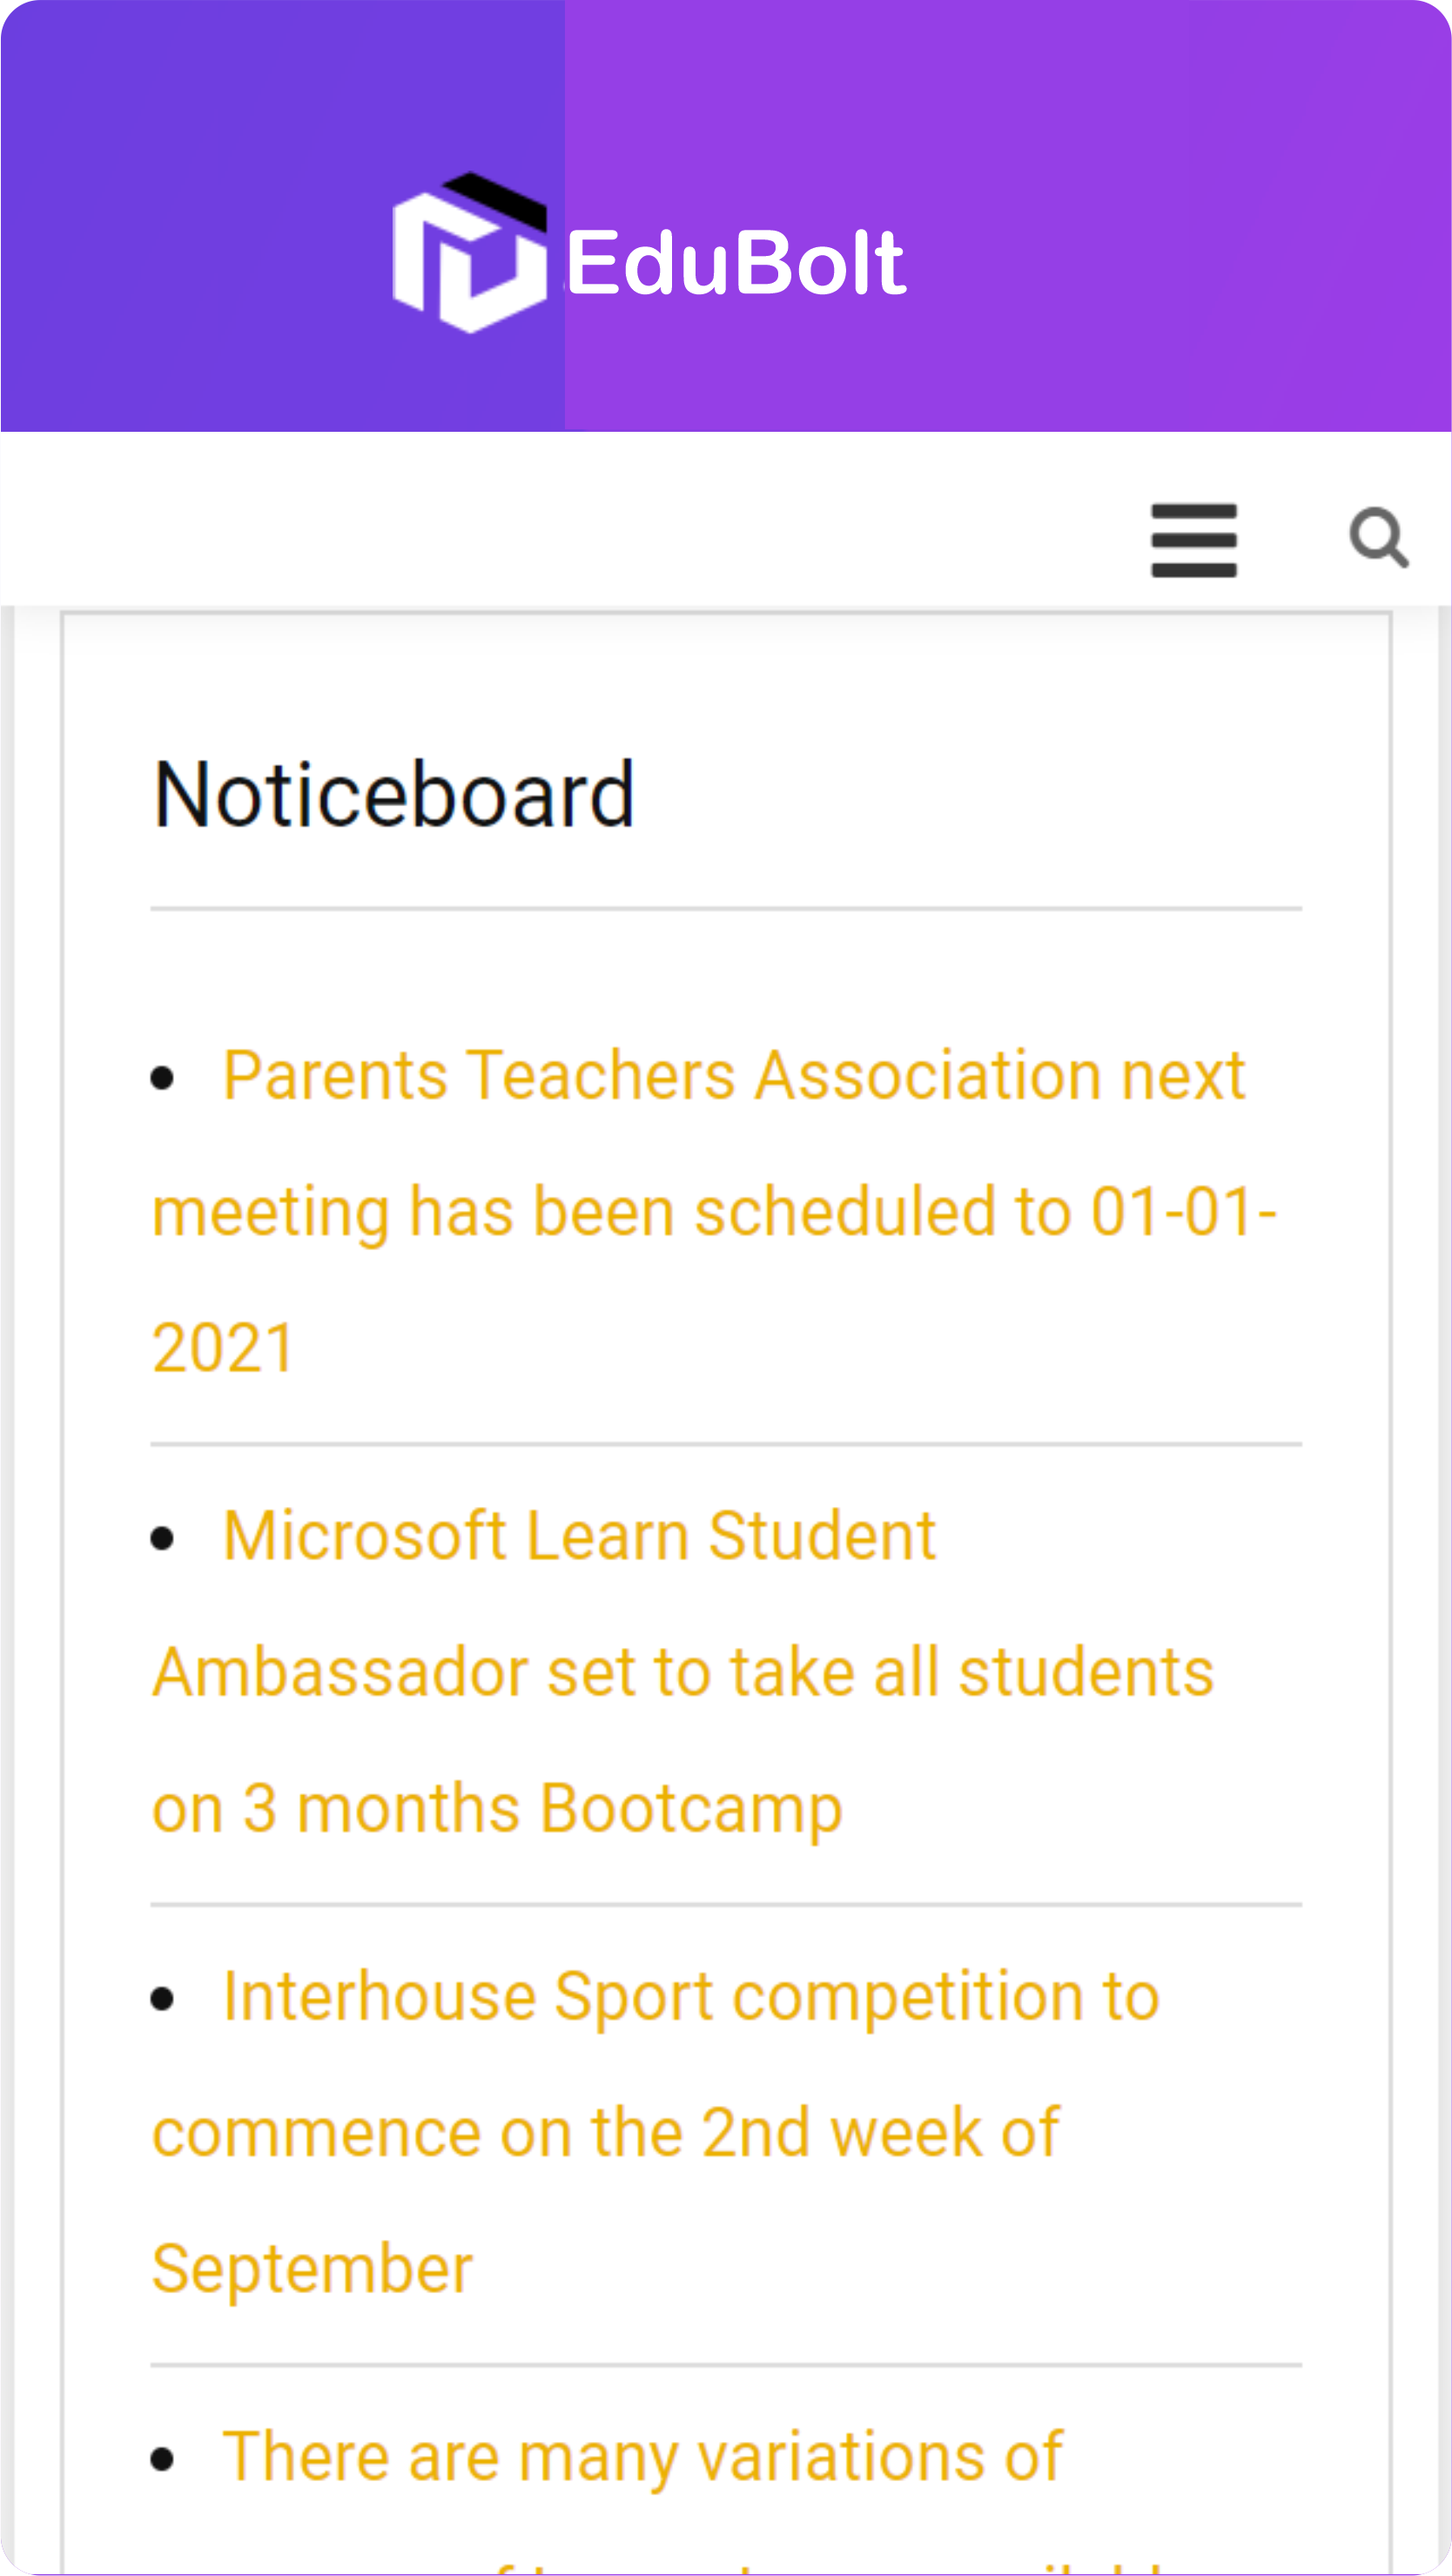 EduBolt
Noticeboard
• Parents Teachers Association next
meeting has been scheduled to 01-01-
2021
• Microsoft Learn Student
Ambassador set to take all students
on 3 months Bootcamp
• Interhouse Sport competition to
commence on the 2nd week of
September
• There are many variations of